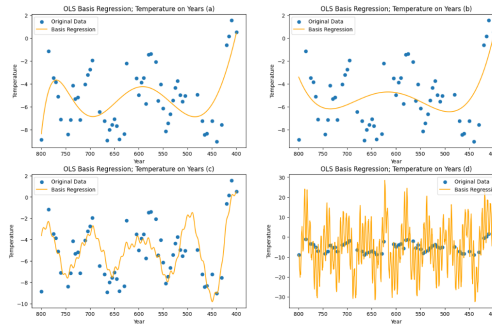 OLS Basis Regression; Temperature on Years (a)
Original Data
Basis Regression
Temperature
0
−2
−4
−6
−8
800 750 700 650 600 550 500 450 400
Year
OLS Basis Regression; Temperature on Years (b)
Original Data
Basis Regression
Temperature
0
−2
−4
−6
−8
800 750 700 650 600 550 500 450 400
Year
OLS Basis Regression; Temperature on Years (c)
Original Data
Basis Regression
Temperature
2
0
−2
−4
−6
−8
−10
800 750 700 650 600 550 500 450 400
Year
OLS Basis Regression; Temperature on Years (d)
Original Data
Basis Regression
Temperature
30
20
10
0
−10
−20
−30
800 750 700 650 600 550 500 450 400
Year